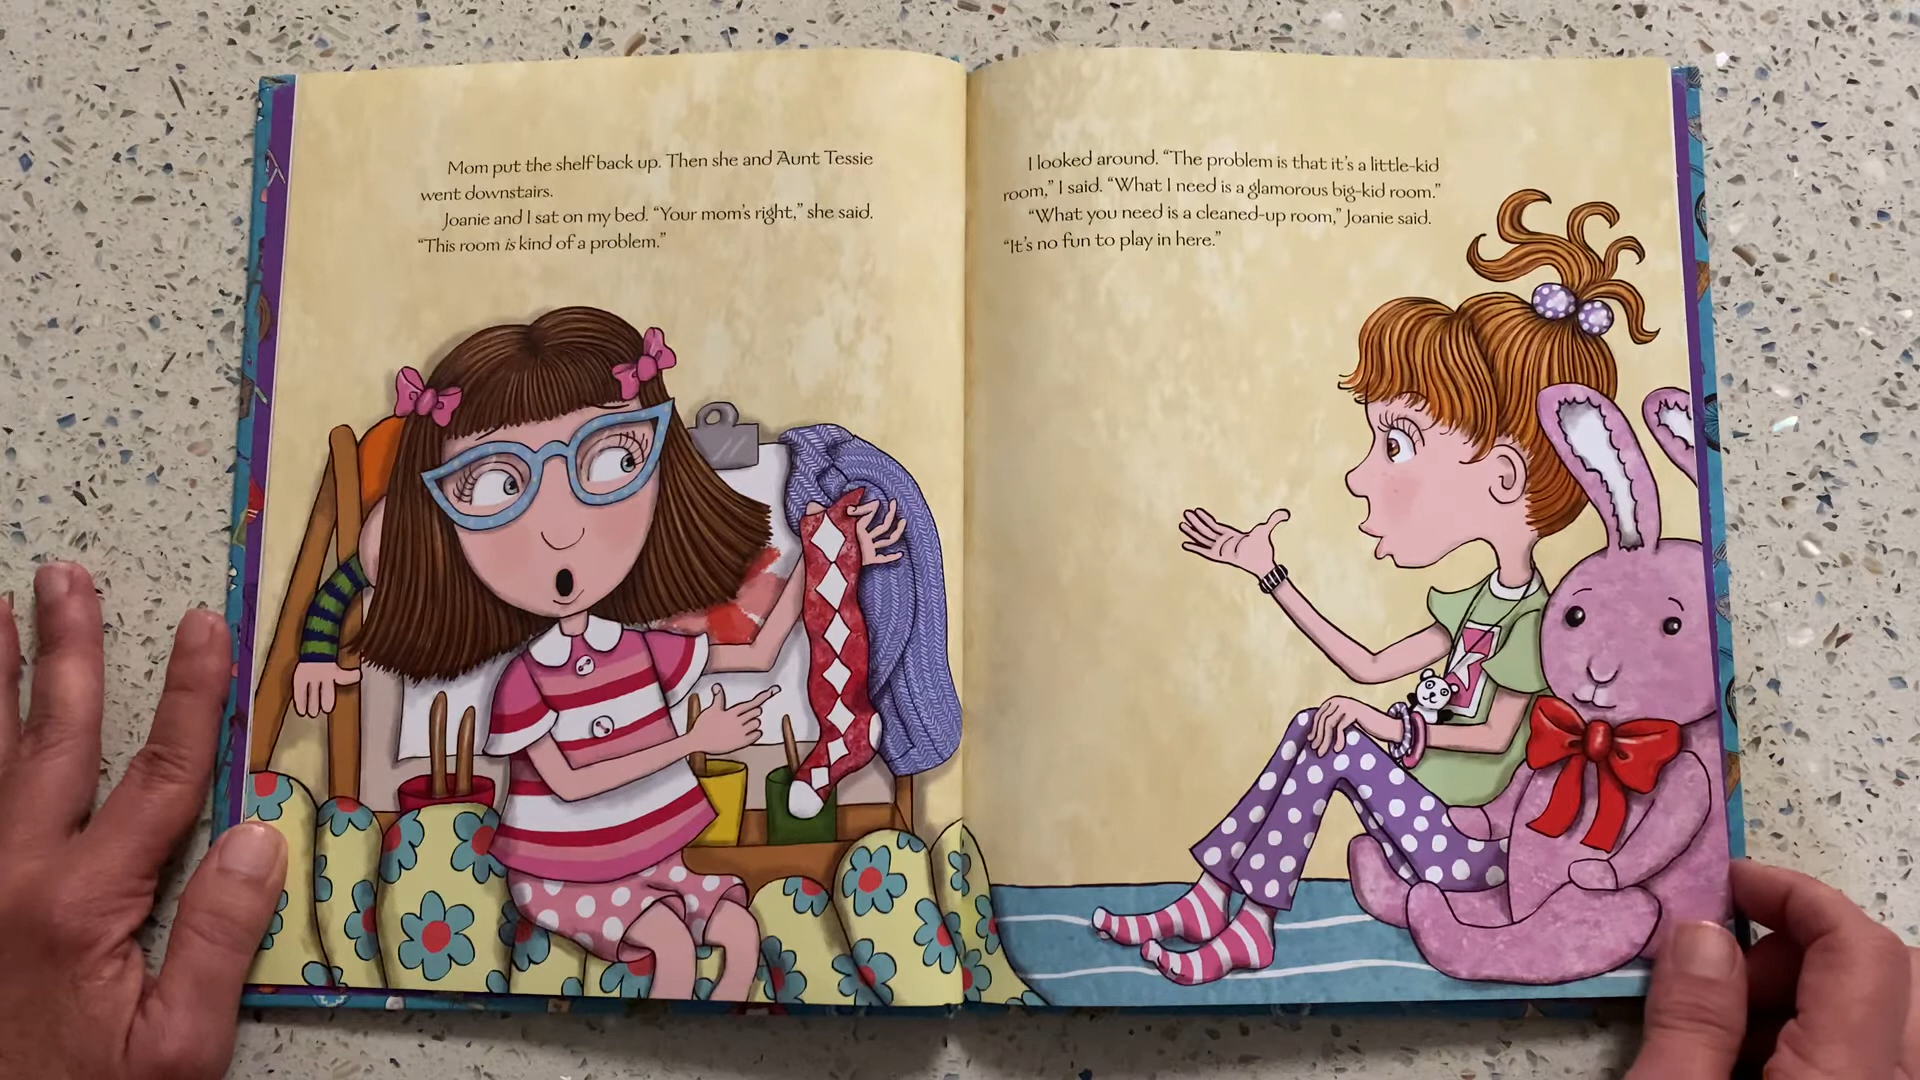 Mom put the shelf back up. Then she and Aunt Tessie
went downstairs.
Joanie and I sat on my bed. “Your mom’s right,” she said.
“This room is kind of a problem.”
I looked around. “The problem is that it’s a little-kid
room,” I said. “What I need is a glamorous big-kid room.”
“What you need is a cleaned-up room,” Joanie said.
“It’s no fun to play in here.”